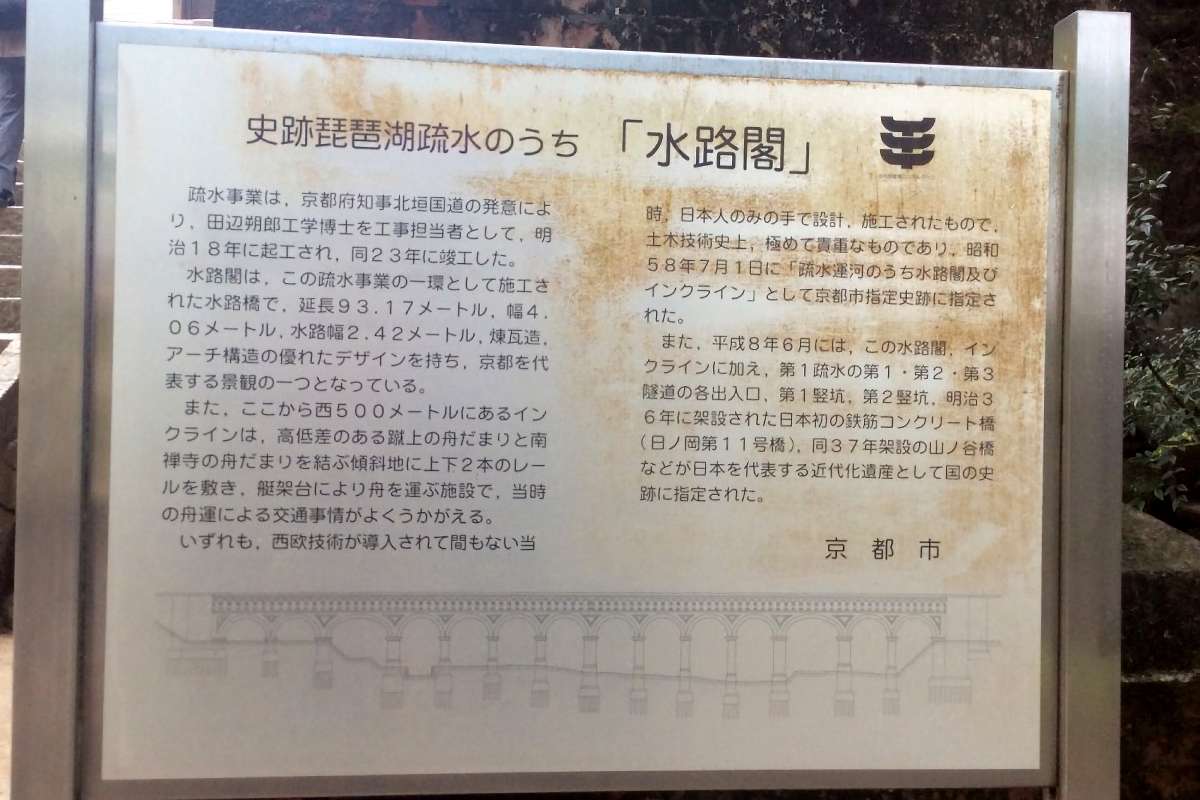 史跡琵琶湖疏水のうち 「水路閣」
疏水事業は，京都府知事北垣国道の発意によ
り，田辺朔郎工学博士を工事担当者として，明
治１８年に起工され，同２３年に竣工した。
水路閣は，この疏水事業の一環として施工さ
れた水路橋で，延長９３．１７メートル，幅４．
０６メートル，水路幅２．４２メートル，煉瓦造，
アーチ構造の優れたデザインを持ち，京都を代
表する景観の一つとなっている。
また，ここから西５００メートルにあるイン
クラインは，高低差のある蹴上の舟だまりと南
禅寺の舟だまりを結ぶ傾斜地に上下２本のレー
ルを敷き，艇架台により舟を運ぶ施設で，当時
の舟運による交通事情がよくうかがえる。
いずれも，西欧技術が導入されて間もない当
時，日本人のみの手で設計，施工されたもので，
土木技術史上，極めて貴重なものであり，昭和
５８年７月１日に「疏水運河のうち水路閣及び
インクライン」として京都市指定史跡に指定さ
れた。
また，平成８年６月には，この水路閣，イン
クラインに加え，第１疏水の第１・第２・第３
隧道の各出入口，第１竪坑，第２竪坑，明治３
６年に架設された日本初の鉄筋コンクリート橋
（日ノ岡第１１号橋），同３７年架設の山ノ谷橋
などが日本を代表する近代化遺産として国の史
跡に指定された。
京都市